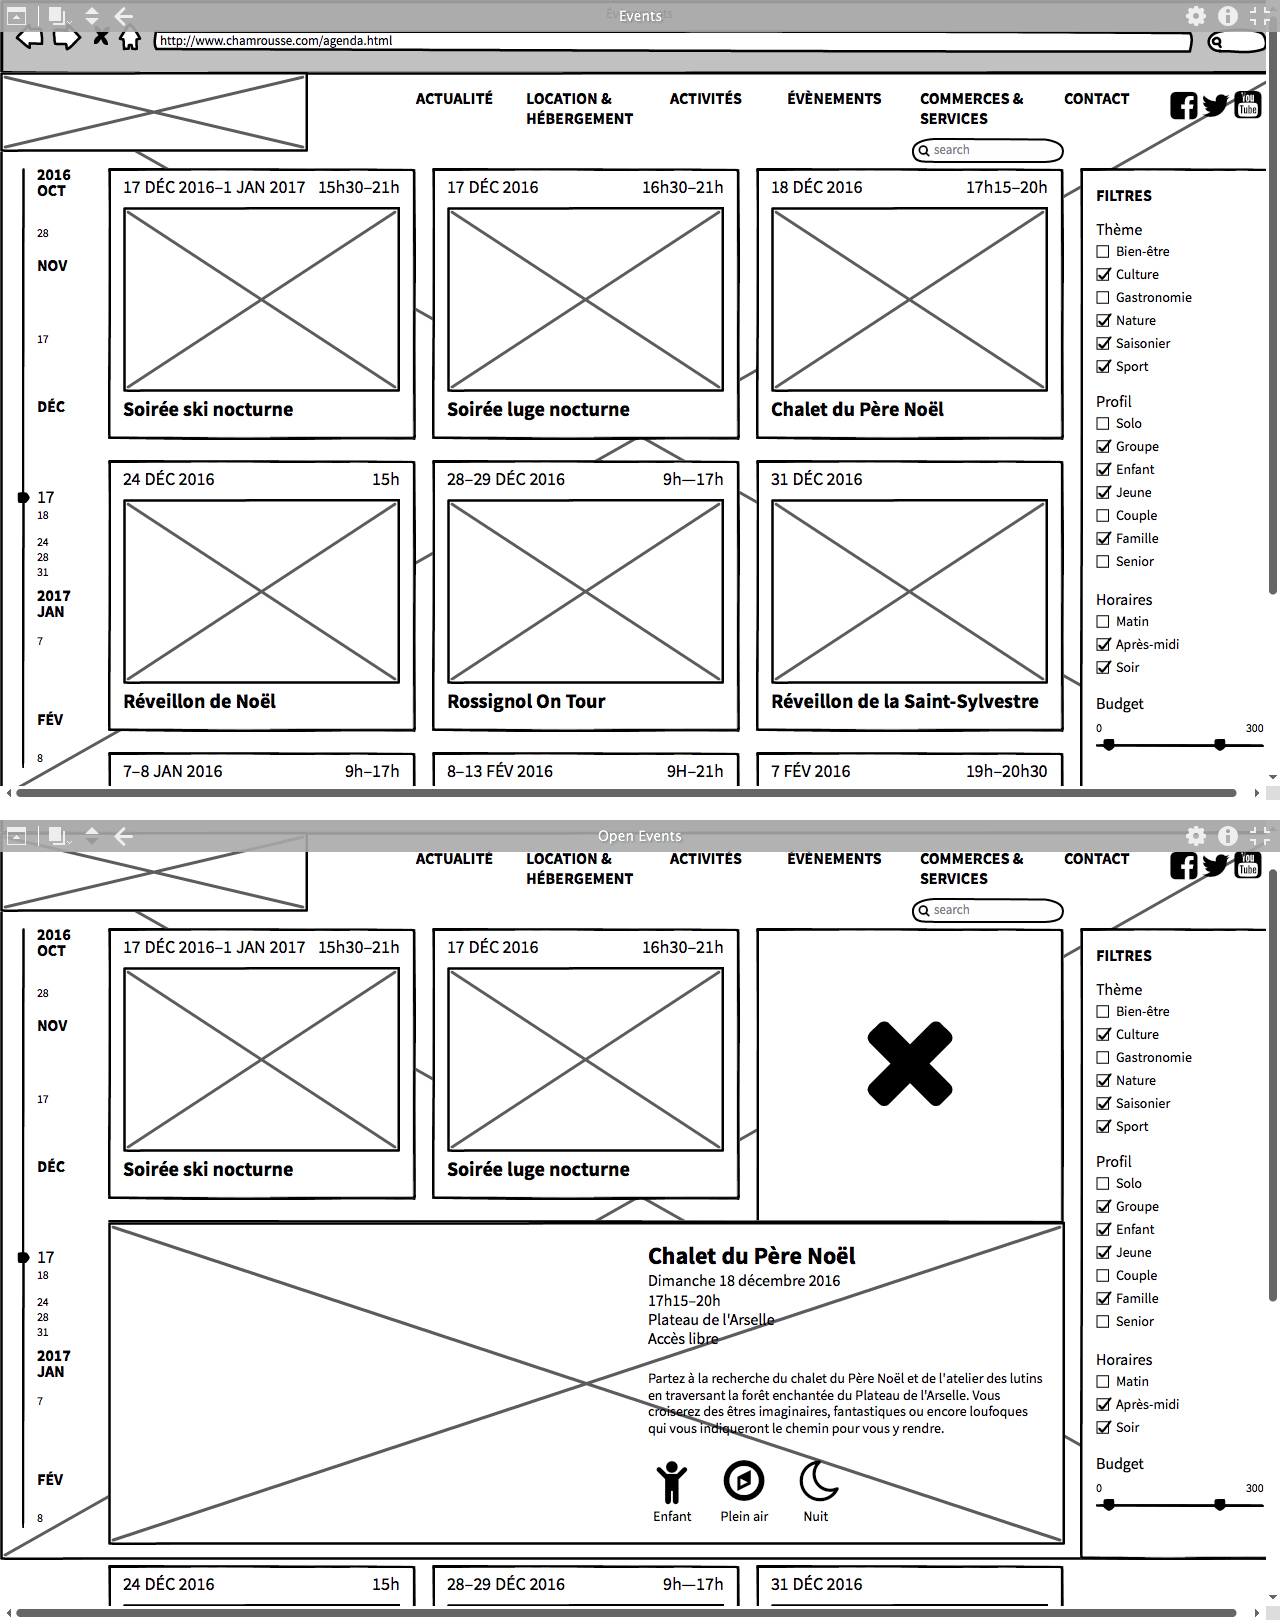 Events
http://www.chamrousse.com/agenda.html
ACTUALITÉ
LOCATION &
HÉBERGEMENT
ACTIVITÉS
ÉVÈNEMENTS
COMMERCES &
SERVICES
CONTACT
You
Tube
search
2016
OCT
28
NOV
17
DÉC
17
18
24
28
31
2017
JAN
7
FÉV
8
17 DÉC 2016–1 JAN 2017 15h30–21h
Soirée ski nocturne
17 DÉC 2016 16h30–21h
Soirée luge nocturne
18 DÉC 2016 17h15–20h
Chalet du Père Noël
24 DÉC 2016 15h
Réveillon de Noël
28–29 DÉC 2016 9h—17h
Rossignol On Tour
31 DÉC 2016
Réveillon de la Saint-Sylvestre
7–8 JAN 2016 9h–17h
8–13 FÉV 2016 9H–21h
7 FÉV 2016 19h–20h30
FILTRES
Thème
Bien-être
Culture
Gastronomie
Nature
Saisonier
Sport
Profil
Solo
Groupe
Enfant
Jeune
Couple
Famille
Senior
Horaires
Matin
Après-midi
Soir
Budget
0 300
Open Events
ACTUALITÉ
LOCATION &
HÉBERGEMENT
ACTIVITÉS
ÉVÈNEMENTS
COMMERCES &
SERVICES
CONTACT
You
Tube
search
2016
OCT
28
NOV
17
DÉC
17
18
24
28
31
2017
JAN
7
FÉV
8
17 DÉC 2016–1 JAN 2017 15h30–21h
Soirée ski nocturne
17 DÉC 2016 16h30–21h
Soirée luge nocturne
Chalet du Père Noël
Dimanche 18 décembre 2016
17h15–20h
Plateau de l'Arselle
Accès libre
Partez à la recherche du chalet du Père Noël et de l'atelier des lutins
en traversant la forêt enchantée du Plateau de l'Arselle. Vous
croiserez des êtres imaginaires, fantastiques ou encore loufoques
qui vous indiqueront le chemin pour vous y rendre.
Enfant
Plein air
Nuit
24 DÉC 2016 15h
28–29 DÉC 2016 9h—17h
31 DÉC 2016
FILTRES
Thème
Bien-être
Culture
Gastronomie
Nature
Saisonier
Sport
Profil
Solo
Groupe
Enfant
Jeune
Couple
Famille
Senior
Horaires
Matin
Après-midi
Soir
Budget
0 300